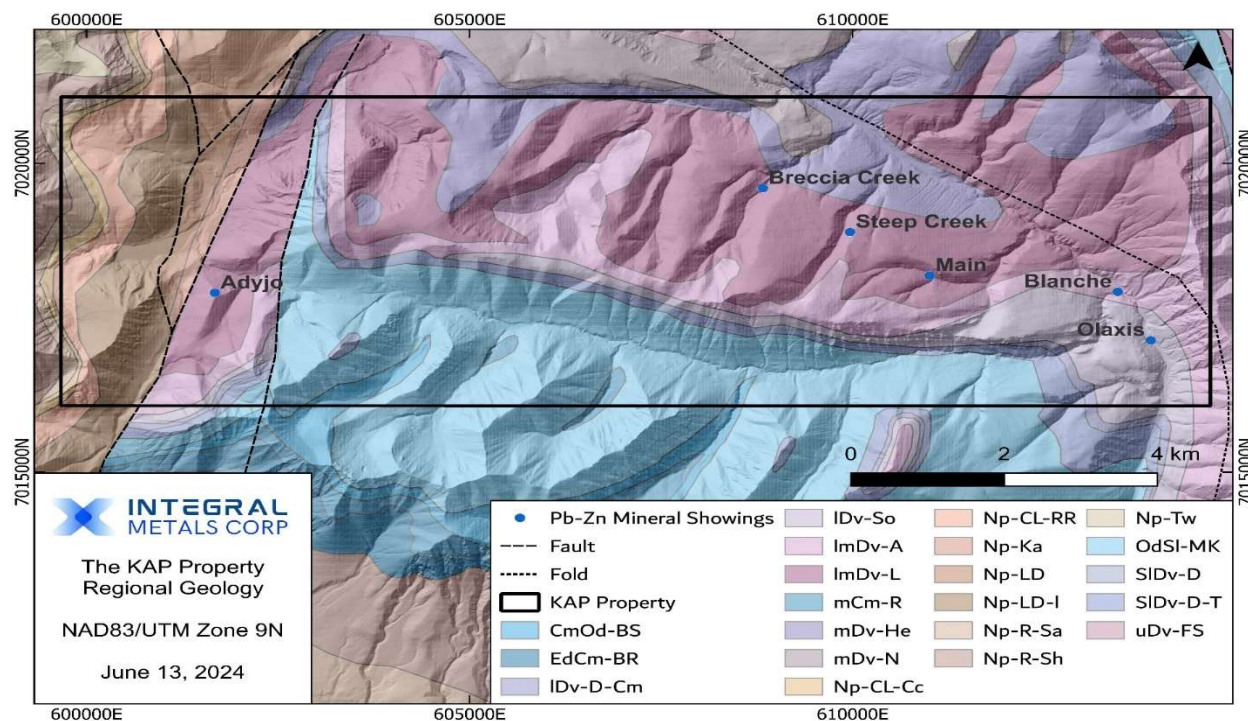 600000E 605000E 610000E
7020000N 7020000N
Breccia Creek
Steep Creek
Main
Adyjo
Blanche
Olaxis
0 2 4 km
7015000N 7015000N
INTEGRAL
METALS CORP
The KAP Property
Regional Geology
NAD83/UTM Zone 9N
June 13, 2024
Pb-Zn Mineral Showings
Fault
Fold
KAP Property
CmOd-BS
EdCm-BR
lDv-D-Cm
lDv-So
lmDv-A
lmDv-L
mCm-R
mDv-He
mDv-N
Np-CL-Cc
Np-CL-RR
Np-Ka
Np-LD
Np-LD-l
Np-R-Sa
Np-R-Sh
Np-Tw
OdSl-MK
SlDv-D
SlDv-D-T
uDv-FS
600000E 605000E 610000E